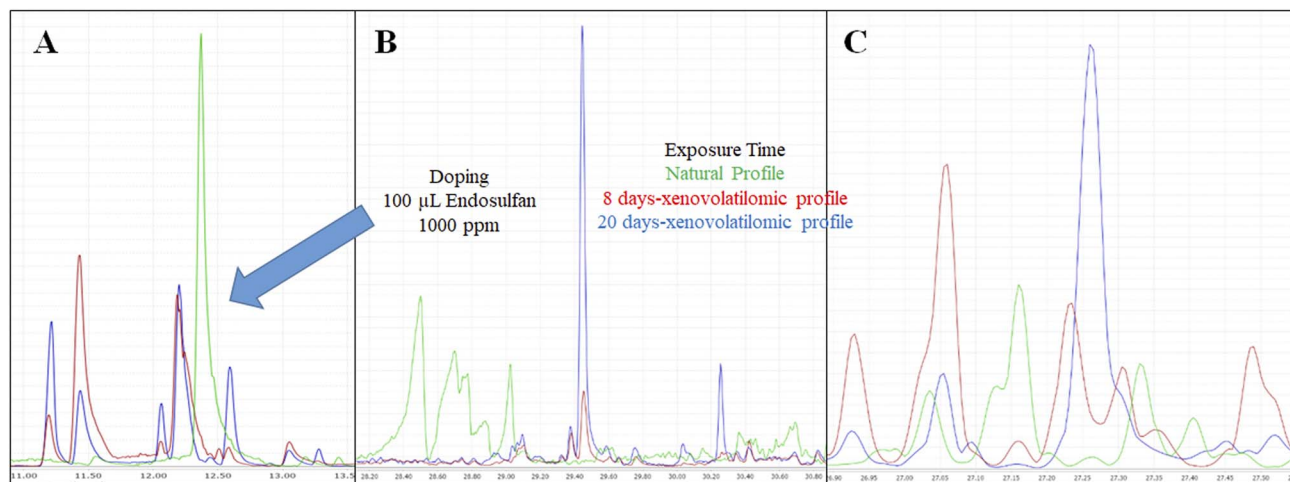 A
B
C
Doping
100 µL Endosulfan
1000 ppm
Exposure Time
Natural Profile
8 days-xenovolatilomic profile
20 days-xenovolatilomic profile
11:00 11.50 12.00 12.50 13.00 13.5
28.20 28.40 28.60 28.80 29.00 29.20 29.40 29.60 29.80 30.00 30.20 30.40 30.60 30.80
6.90 26.95 27.00 27.05 27.10 27.15 27.20 27.25 27.30 27.35 27.40 27.45 27.50